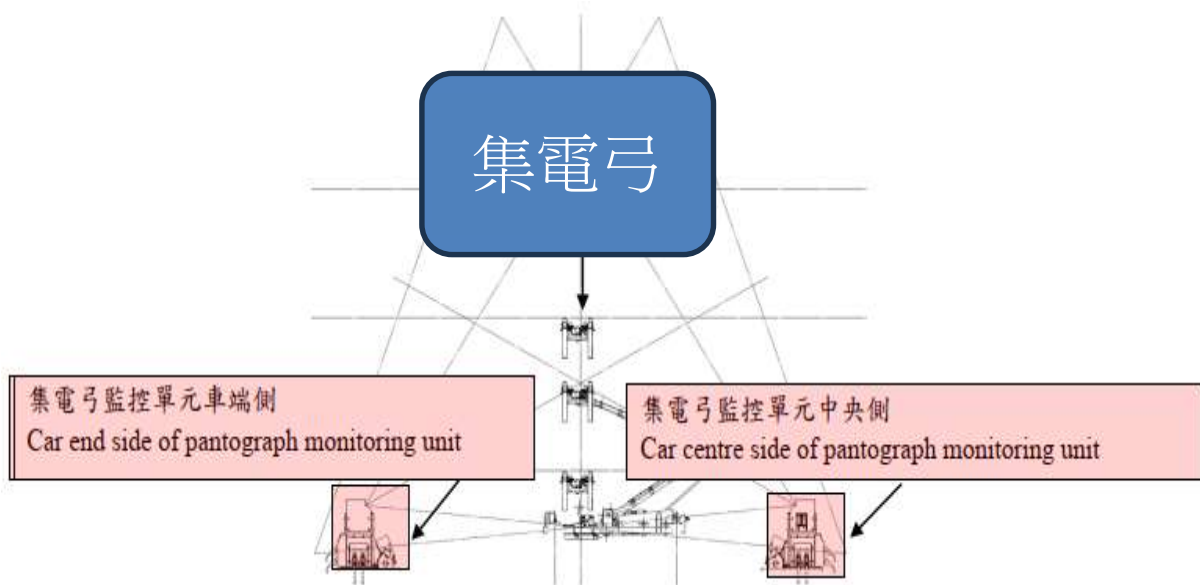 集電弓
集電弓監控單元車端側
Car end side of pantograph monitoring unit
集電弓監控單元中央側
Car centre side of pantograph monitoring unit